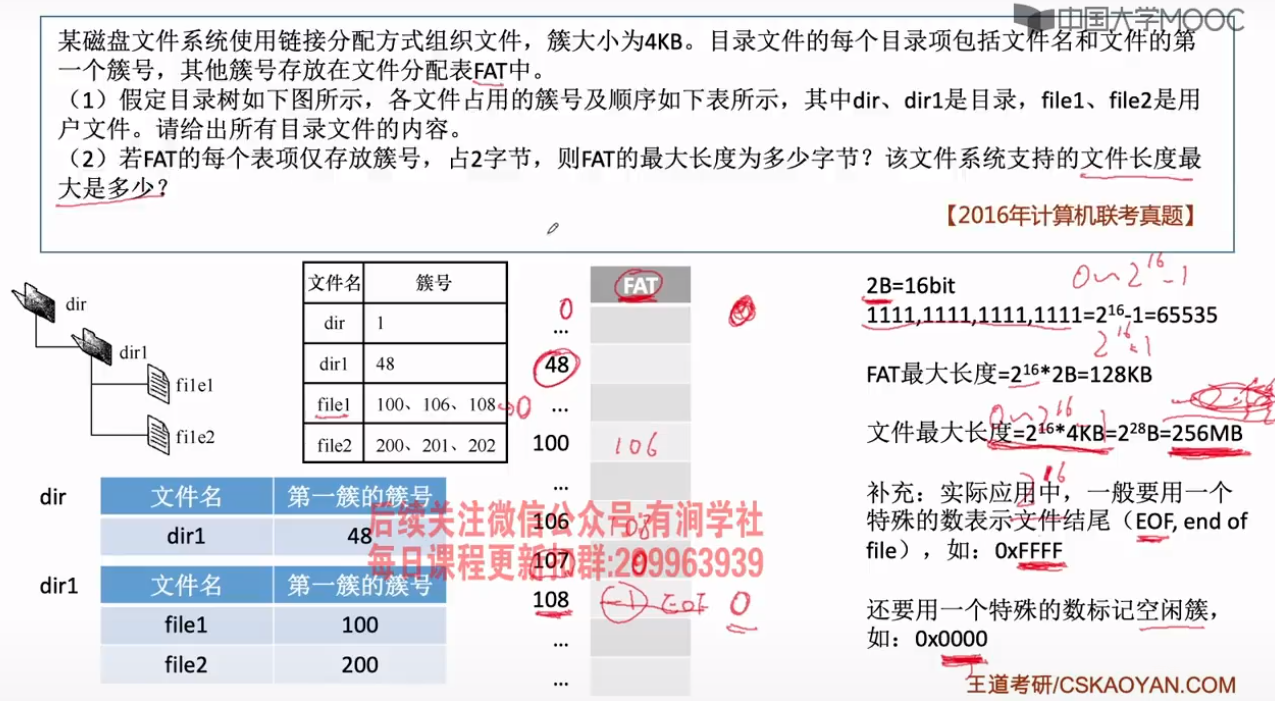 中国大学MOOC
某磁盘文件系统使用链接分配方式组织文件，簇大小为4KB。目录文件的每个目录项包括文件名和文件的第
一个簇号，其他簇号存放在文件分配表FAT中。
（1）假定目录树如下图所示，各文件占用的簇号及顺序如下表所示，其中dir、dir1是目录，file1、file2是用
户文件。请给出所有目录文件的内容。
（2）若FAT的每个表项仅存放簇号，占2字节，则FAT的最大长度为多少字节？该文件系统支持的文件长度最
大是多少？
【2016年计算机联考真题】
dir
dir1
file1
file2
文件名 簇号
dir 1
dir1 48
file1 100、106、108 →0
file2 200、201、202
dir
文件名 第一簇的簇号
dir1 48
dir1
文件名 第一簇的簇号
file1 100
file2 200
FAT
0
...
48
...
100 106
...
106 108
107 0
108 -1 EOF 0
...
...
后续关注微信公众号:有涧学社
每日课程更新扣群:209963939
2B=16bit
0~2¹⁶-1
1111,1111,1111,1111=2¹⁶-1=65535
FAT最大长度=2¹⁶*2B=128KB
0~2¹⁶-1
文件最大长度=2¹⁶*4KB=2²⁸B=256MB
2¹⁶
补充：实际应用中，一般要用一个
特殊的数表示文件结尾（EOF, end of
file），如：0xFFFF
还要用一个特殊的数标记空闲簇，
如：0x0000
王道考研/CSKAOYAN.COM